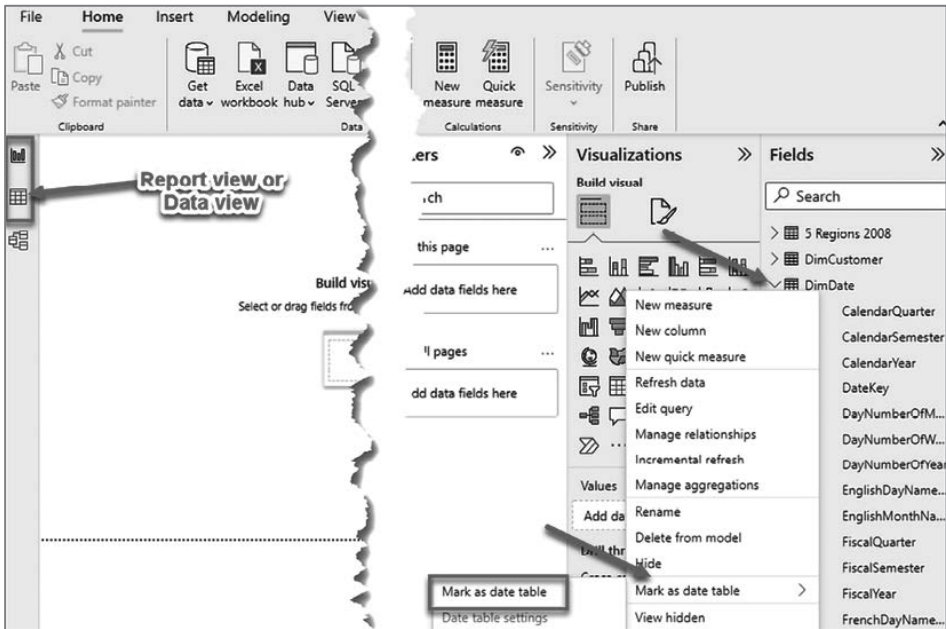 File Home Insert Modeling View
Cut
Copy
Format painter
Paste
Get data
Excel workbook
Data hub
SQL Server
New measure
Quick measure
Sensitivity
Publish
Clipboard
Data
Calculations
Sensitivity
Share
Report view or
Data view
Build
Select or drag fields
this page
Add data fields here
pages
dd data fields here
Visualizations
Build visual
Values
Add da
Fields
Search
5 Regions 2008
DimCustomer
DimDate
CalendarQuarter
CalendarSemester
CalendarYear
DateKey
DayNumberOfM...
DayNumberOfW...
DayNumberOfYear
EnglishDayName...
EnglishMonthNa...
FiscalQuarter
FiscalSemester
FiscalYear
FrenchDayName...
New measure
New column
New quick measure
Refresh data
Edit query
Manage relationships
Incremental refresh
Manage aggregations
Rename
Delete from model
Hide
Mark as date table
View hidden
Mark as date table
Date table settings